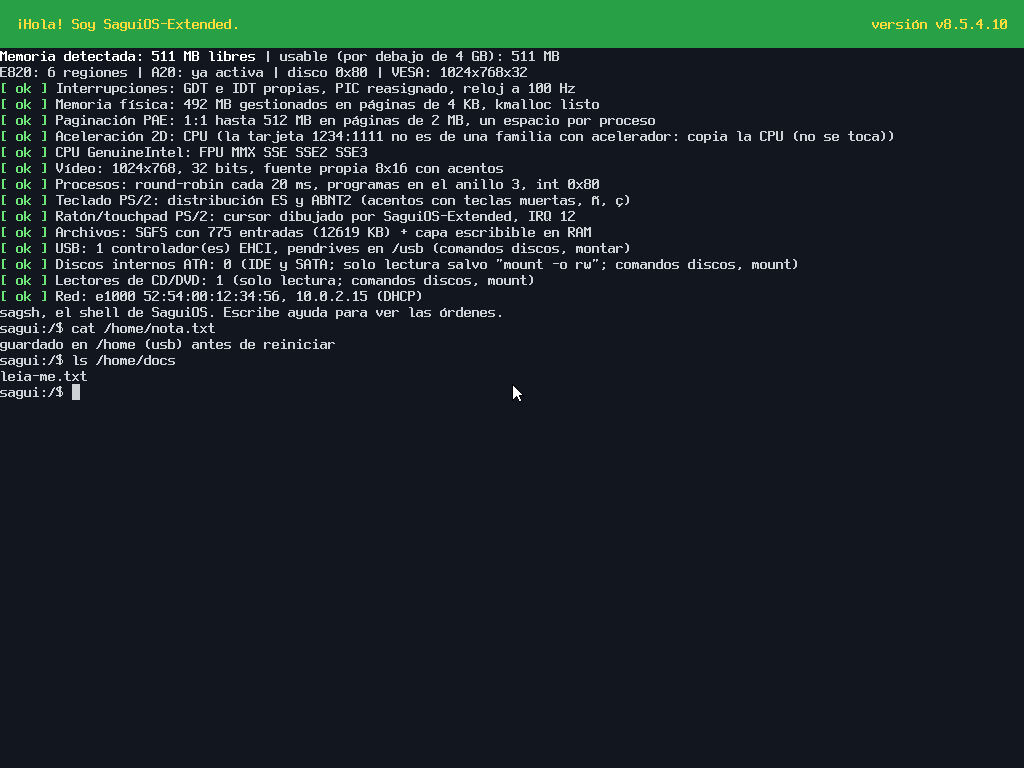 ¡Hola! Soy SaguiOS-Extended.
versión v8.5.4.10
Memoria detectada: 511 MB libres | usable (por debajo de 4 GB): 511 MB
E820: 6 regiones | A20: ya activa | disco 0x80 | VESA: 1024x768x32
[ ok ] Interrupciones: GDT e IDT propias, PIC reasignado, reloj a 100 Hz
[ ok ] Memoria física: 492 MB gestionados en páginas de 4 KB, kmalloc listo
[ ok ] Paginación PAE: 1:1 hasta 512 MB en páginas de 2 MB, un espacio por proceso
[ ok ] Aceleración 2D: CPU (la tarjeta 1234:1111 no es de una familia con acelerador: copia la CPU (no se toca))
[ ok ] CPU GenuineIntel: FPU MMX SSE SSE2 SSE3
[ ok ] Vídeo: 1024x768, 32 bits, fuente propia 8x16 con acentos
[ ok ] Procesos: round-robin cada 20 ms, programas en el anillo 3, int 0x80
[ ok ] Teclado PS/2: distribución ES y ABNT2 (acentos con teclas muertas, ñ, ç)
[ ok ] Ratón/touchpad PS/2: cursor dibujado por SaguiOS-Extended, IRQ 12
[ ok ] Archivos: SGFS con 775 entradas (12619 KB) + capa escribible en RAM
[ ok ] USB: 1 controlador(es) EHCI, pendrives en /usb (comandos discos, montar)
[ ok ] Discos internos ATA: 0 (IDE y SATA; solo lectura salvo "mount -o rw"; comandos discos, mount)
[ ok ] Lectores de CD/DVD: 1 (solo lectura; comandos discos, mount)
[ ok ] Red: e1000 52:54:00:12:34:56, 10.0.2.15 (DHCP)
sagsh, el shell de SaguiOS. Escribe ayuda para ver las órdenes.
sagui:/$ cat /home/nota.txt
guardado en /home (usb) antes de reiniciar
sagui:/$ ls /home/docs
leia-me.txt
sagui:/$